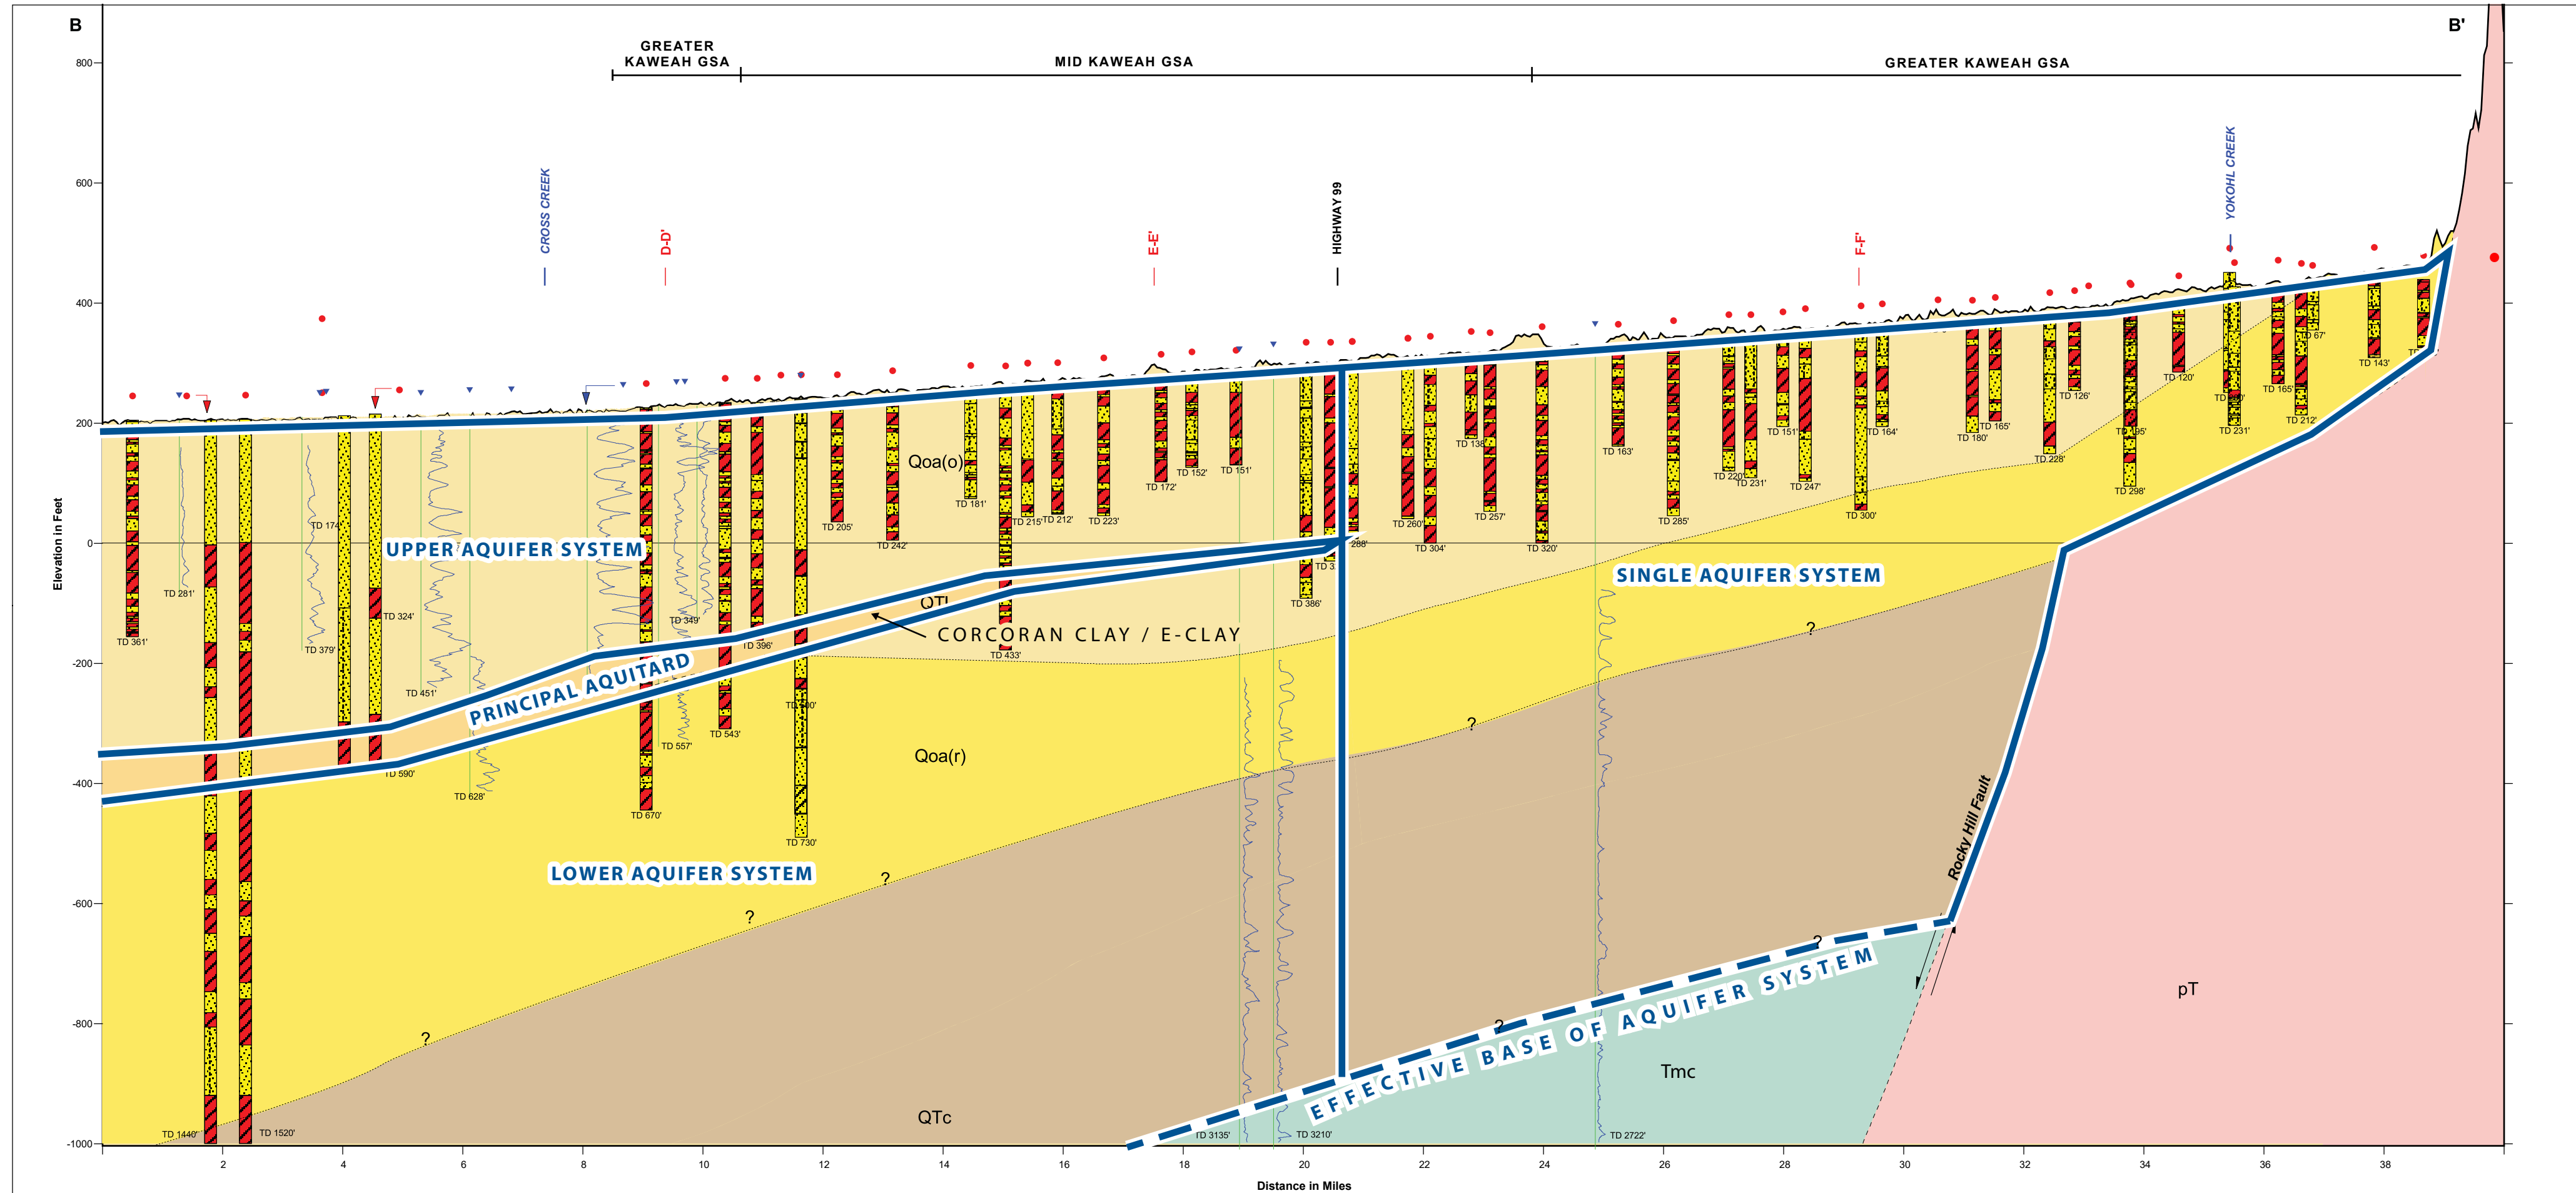 B
B'
GREATER
KAWEAH GSA
MID KAWEAH GSA
GREATER KAWEAH GSA
800
600
400
200
0
-200
-400
-600
-800
-1000
Elevation in Feet
CROSS CREEK
D-D'
E-E'
HIGHWAY 99
F-F'
YOKOHL CREEK
Qoa(o)
UPPER AQUIFER SYSTEM
SINGLE AQUIFER SYSTEM
CORCORAN CLAY / E-CLAY
PRINCIPAL AQUITARD
Qoa(r)
LOWER AQUIFER SYSTEM
Rocky Hill Fault
EFFECTIVE BASE OF AQUIFER SYSTEM
QTc
Tmc
pT
TD 361'
TD 281'
TD 1440'
TD 1520'
TD 174'
TD 379'
TD 324'
TD 590'
TD 451'
TD 628'
TD 670'
TD 349'
TD 557'
TD 543'
TD 396'
TD 730'
TD 205'
TD 242'
TD 181'
TD 433'
TD 215'
TD 212'
TD 223'
TD 172'
TD 152'
TD 151'
TD 3135'
TD 3210'
TD 386'
288'
TD 260'
TD 304'
TD 138'
TD 257'
TD 320'
TD 2722'
TD 163'
TD 285'
TD 220'
TD 231'
TD 151'
TD 247'
TD 300'
TD 164'
TD 180'
TD 165'
TD 228'
TD 126'
TD 298'
TD 120'
TD 231'
TD 165'
TD 212'
TD 67'
TD 143'
?
?
?
?
?
?
?
2
4
6
8
10
12
14
16
18
20
22
24
26
28
30
32
34
36
38
Distance in Miles